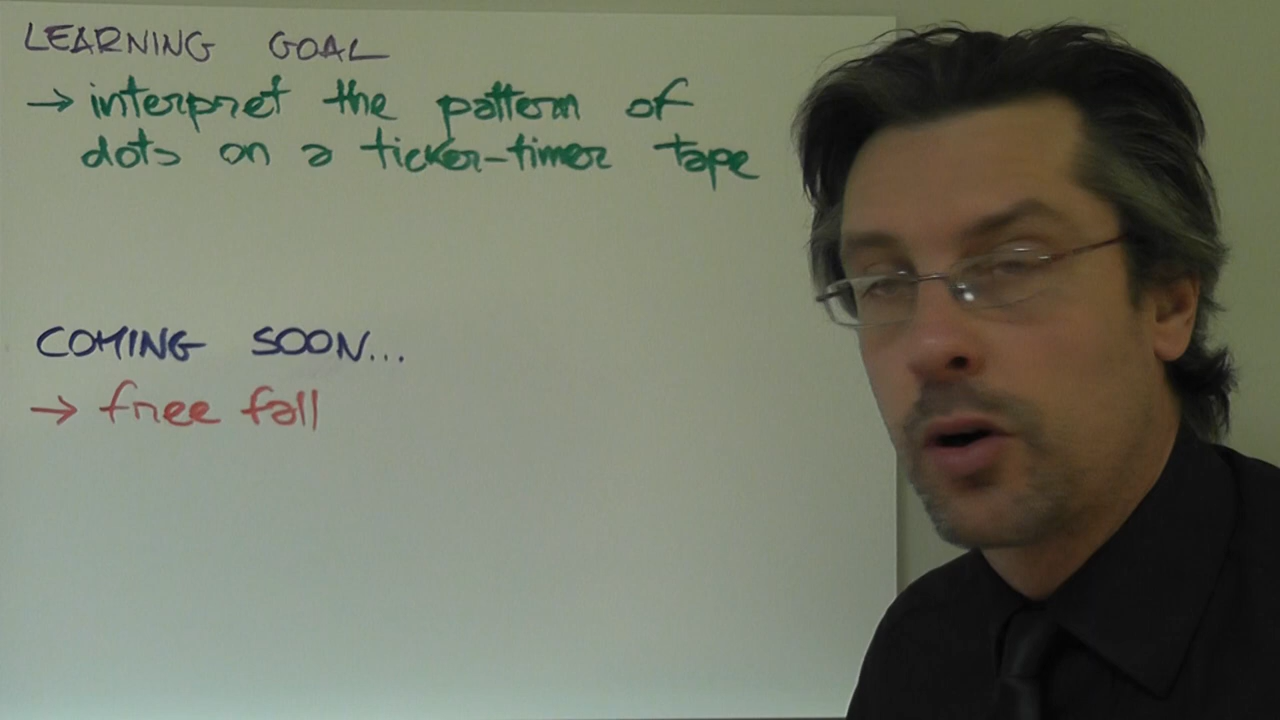 LEARNING GOAL
→ interpret the pattern of
dots on a ticker-timer tape
COMING SOON...
→ free fall